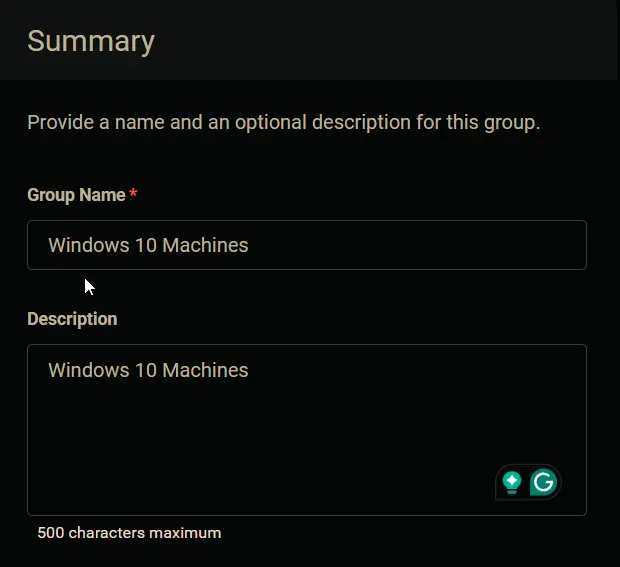 Summary
Provide a name and an optional description for this group.
Group Name *
Windows 10 Machines
Description
Windows 10 Machines
500 characters maximum